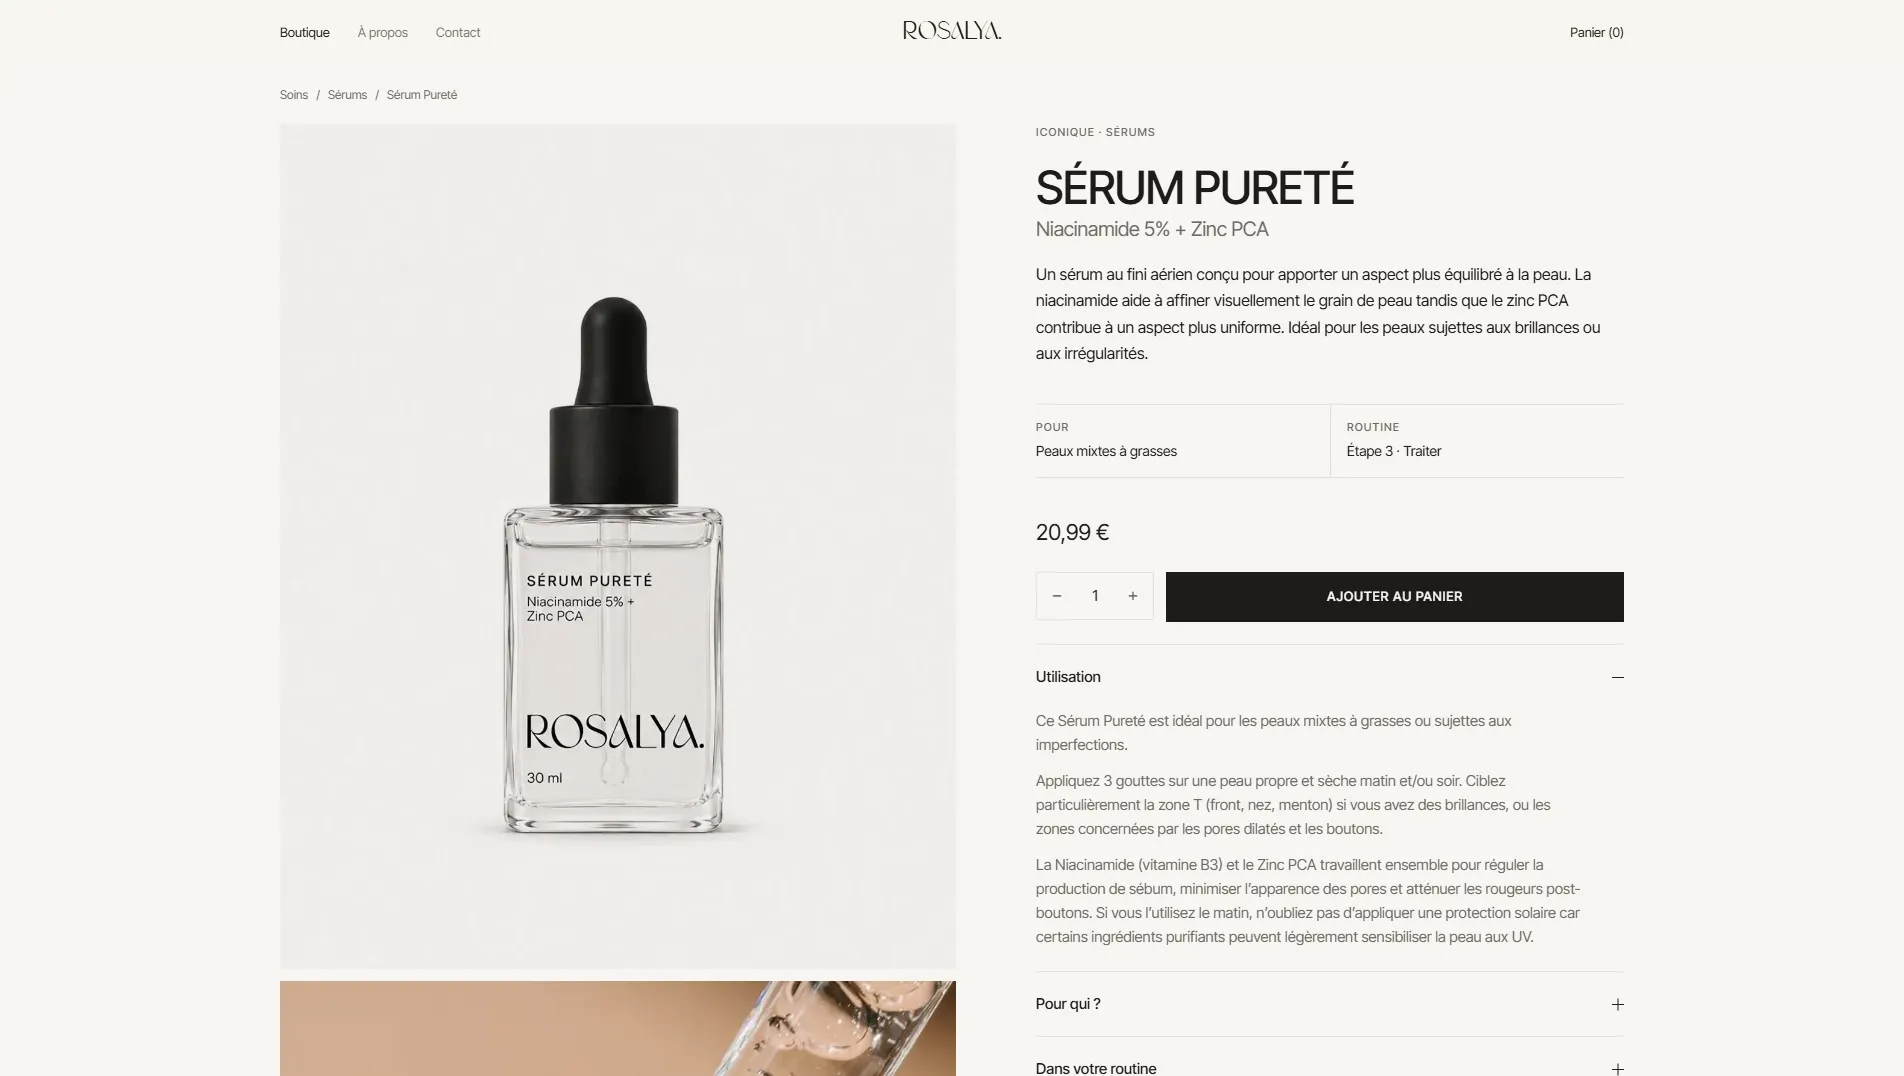 Boutique À propos Contact
ROSALYA.
Panier (0)
Soins / Sérums / Sérum Pureté
SÉRUM PURETÉ
Niacinamide 5% +
Zinc PCA
ROSALYA.
30 ml
ICONIQUE · SÉRUMS
SÉRUM PURETÉ
Niacinamide 5% + Zinc PCA
Un sérum au fini aérien conçu pour apporter un aspect plus équilibré à la peau. La
niacinamide aide à affiner visuellement le grain de peau tandis que le zinc PCA
contribue à un aspect plus uniforme. Idéal pour les peaux sujettes aux brillances ou
aux irrégularités.
POUR
Peaux mixtes à grasses
ROUTINE
Étape 3 · Traiter
20,99 €
− 1 +
AJOUTER AU PANIER
Utilisation
Ce Sérum Pureté est idéal pour les peaux mixtes à grasses ou sujettes aux
imperfections.
Appliquez 3 gouttes sur une peau propre et sèche matin et/ou soir. Ciblez
particulièrement la zone T (front, nez, menton) si vous avez des brillances, ou les
zones concernées par les pores dilatés et les boutons.
La Niacinamide (vitamine B3) et le Zinc PCA travaillent ensemble pour réguler la
production de sébum, minimiser l’apparence des pores et atténuer les rougeurs post-
boutons. Si vous l’utilisez le matin, n’oubliez pas d’appliquer une protection solaire car
certains ingrédients purifiants peuvent légèrement sensibiliser la peau aux UV.
Pour qui ?
Dans votre routine